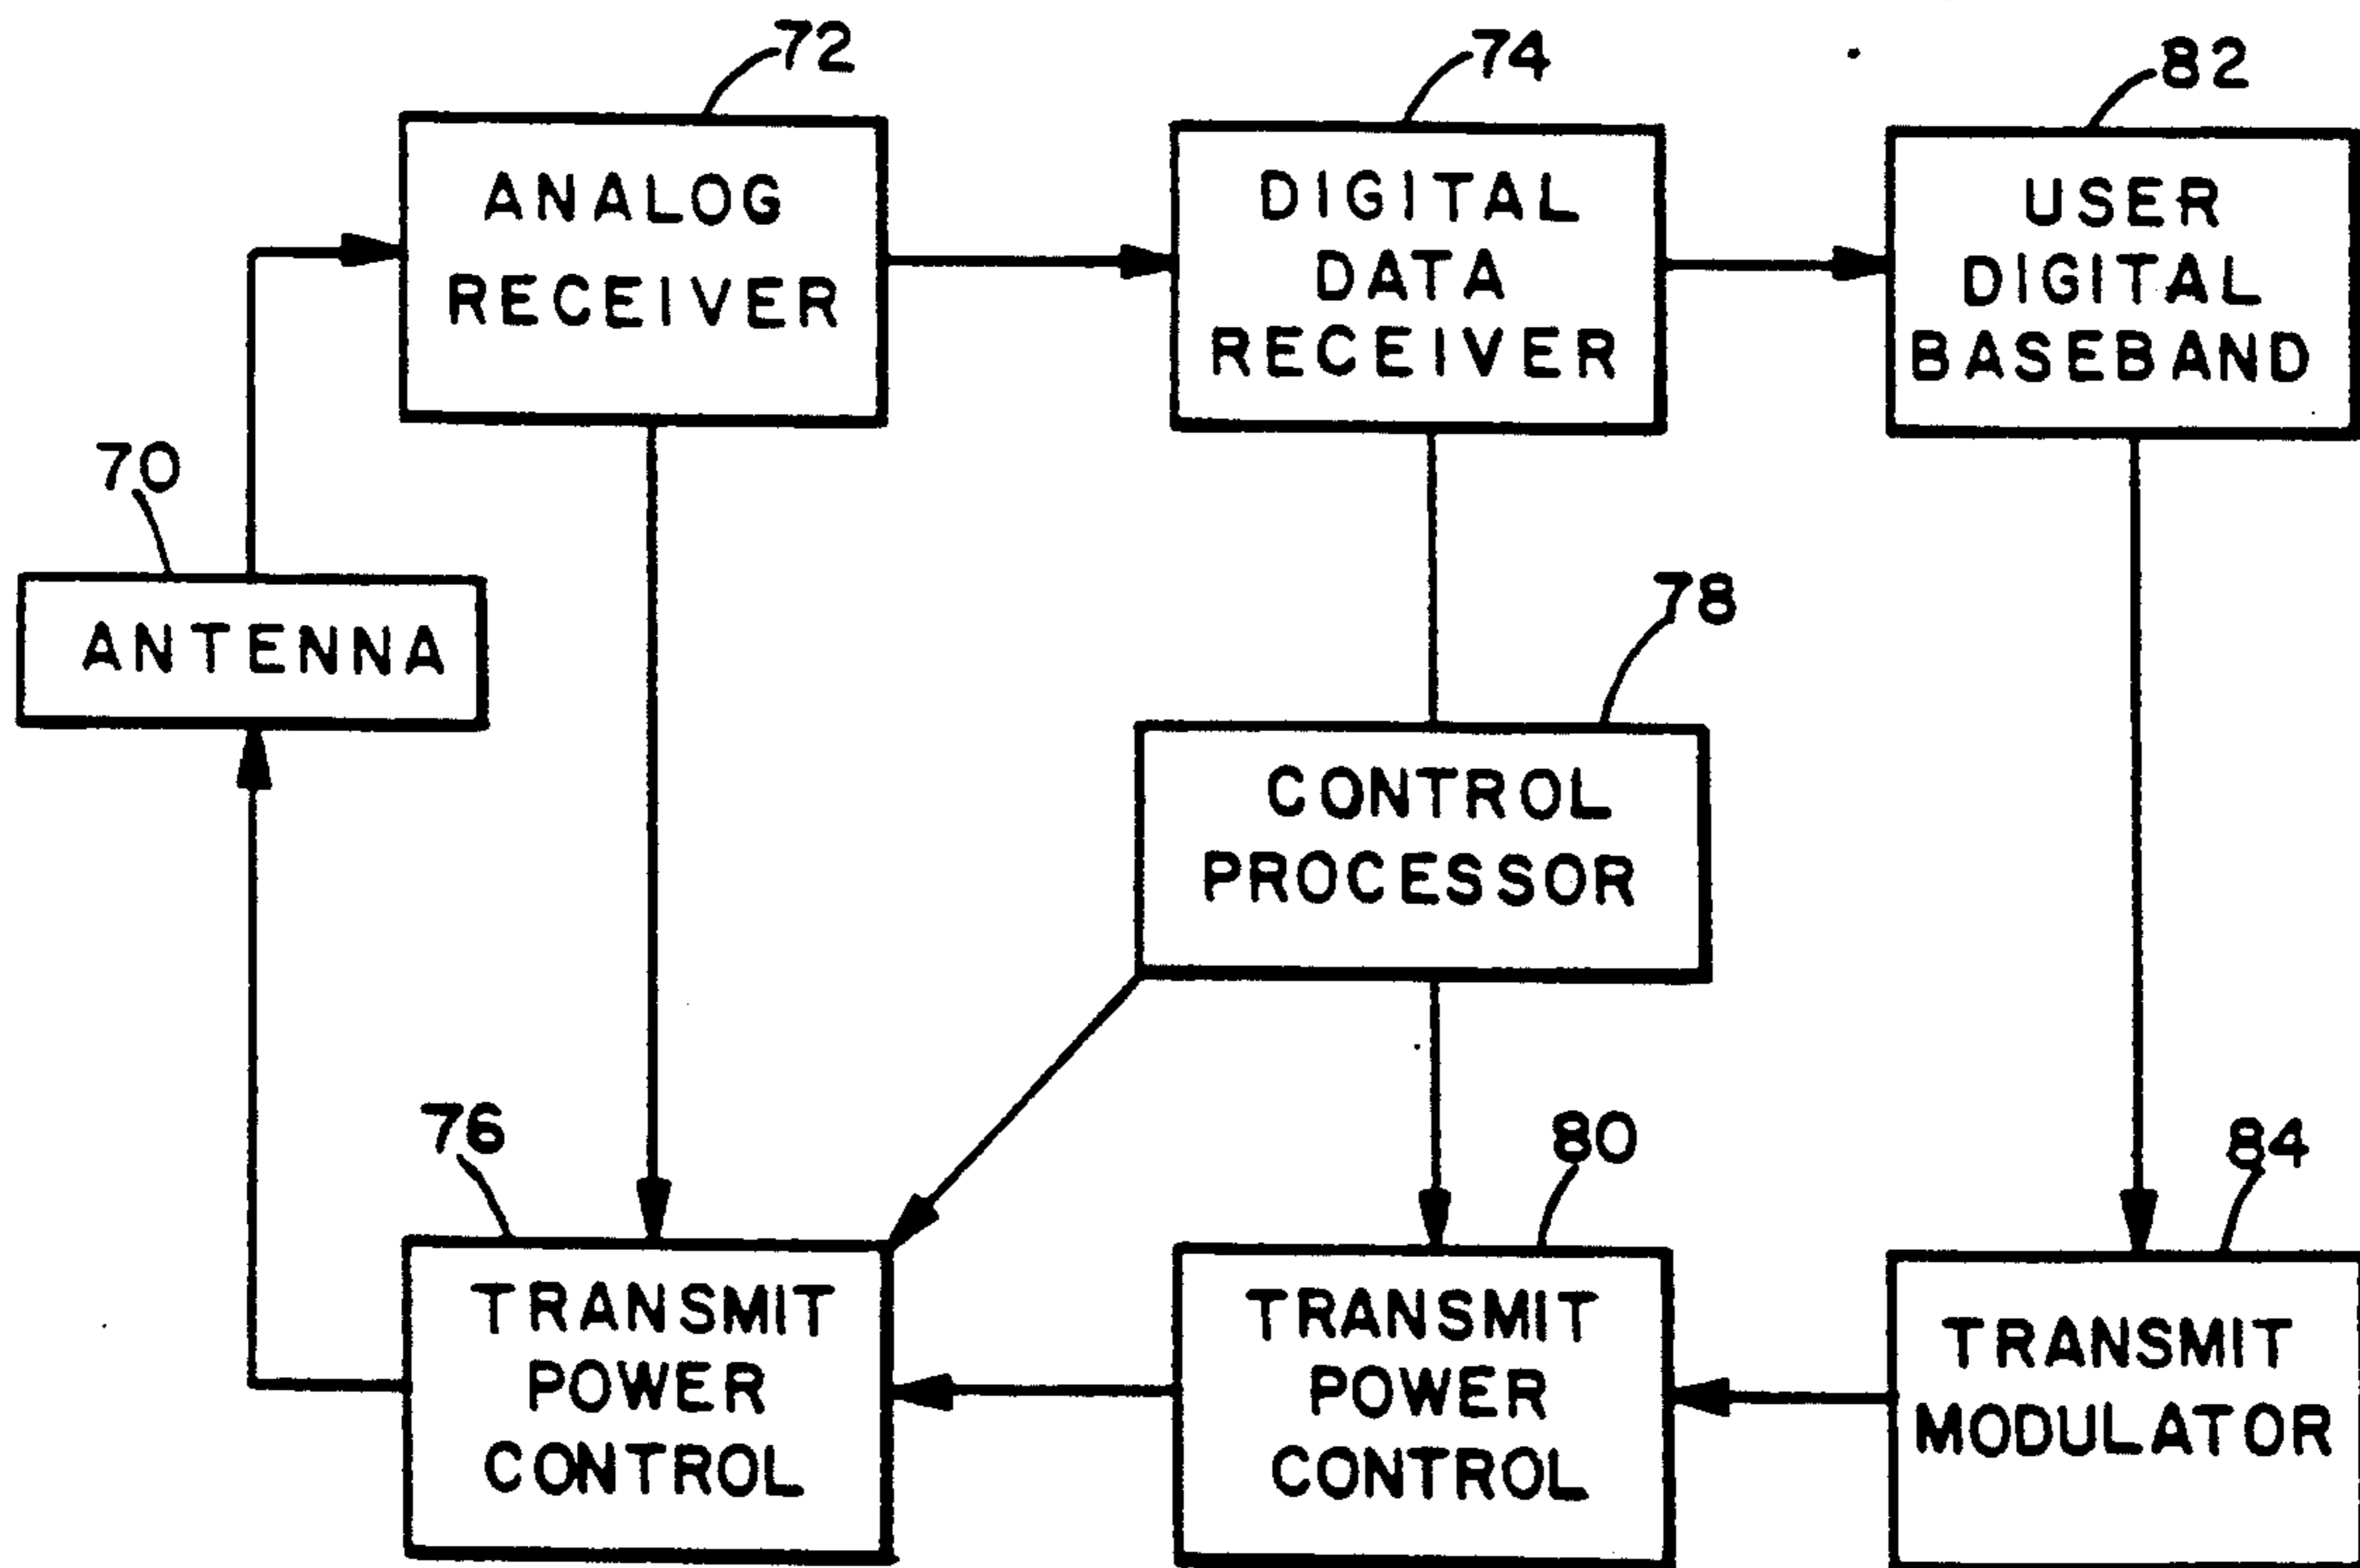 72
74
82
ANALOG
RECEIVER
DIGITAL
DATA
RECEIVER
USER
DIGITAL
BASEBAND
70
ANTENNA
78
CONTROL
PROCESSOR
76
80
84
TRANSMIT
POWER
CONTROL
TRANSMIT
POWER
CONTROL
TRANSMIT
MODULATOR